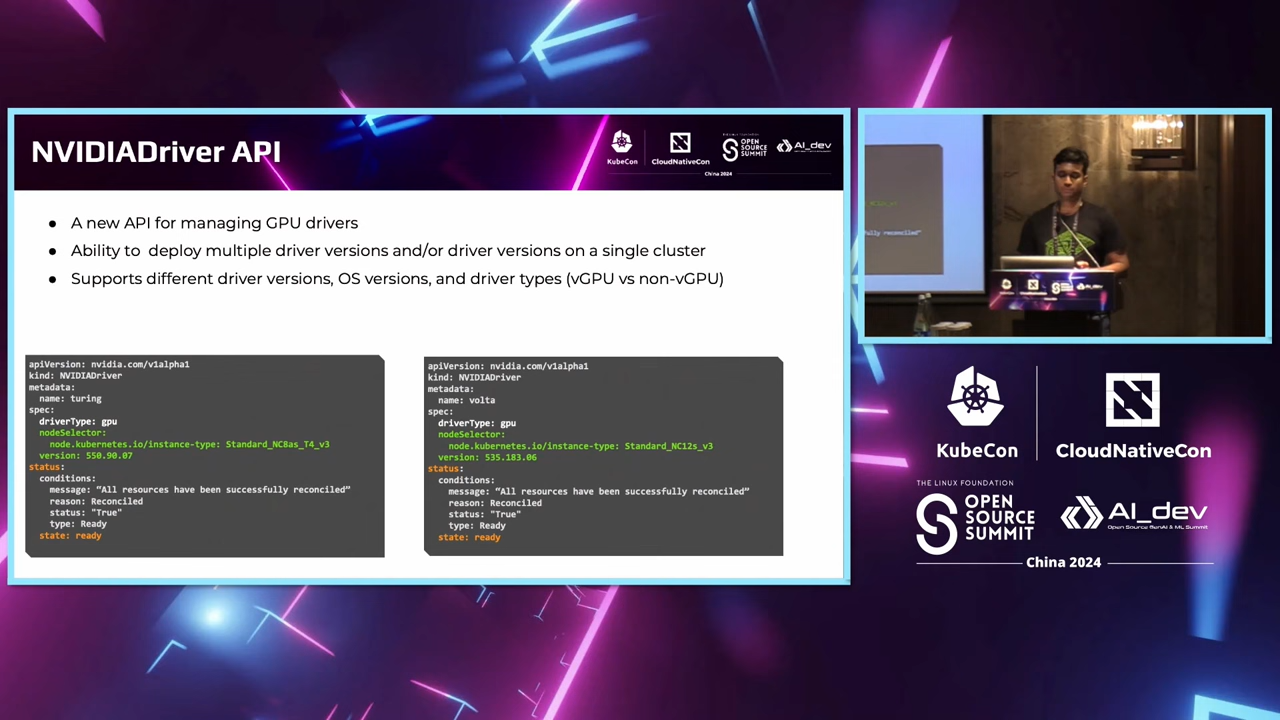 NVIDIADriver API
KubeCon
CloudNativeCon
OPEN
SOURCE
SUMMIT
AI_dev
China 2024
● A new API for managing GPU drivers
● Ability to  deploy multiple driver versions and/or driver versions on a single cluster
● Supports different driver versions, OS versions, and driver types (vGPU vs non-vGPU)
apiVersion: nvidia.com/v1alpha1
kind: NVIDIADriver
metadata:
  name: turing
spec:
  driverType: gpu
  nodeSelector:
    node.kubernetes.io/instance-type: Standard_NC8as_T4_v3
  version: 550.90.07
status:
  conditions:
    message: “All resources have been successfully reconciled”
    reason: Reconciled
    status: "True"
    type: Ready
  state: ready
apiVersion: nvidia.com/v1alpha1
kind: NVIDIADriver
metadata:
  name: volta
spec:
  driverType: gpu
  nodeSelector:
    node.kubernetes.io/instance-type: Standard_NC12s_v3
  version: 535.183.06
status:
  conditions:
    message: “All resources have been successfully reconciled”
    reason: Reconciled
    status: "True"
    type: Ready
  state: ready
KubeCon
CloudNativeCon
THE LINUX FOUNDATION
OPEN
SOURCE
SUMMIT
AI_dev
Open Source GenAI & ML Summit
China 2024